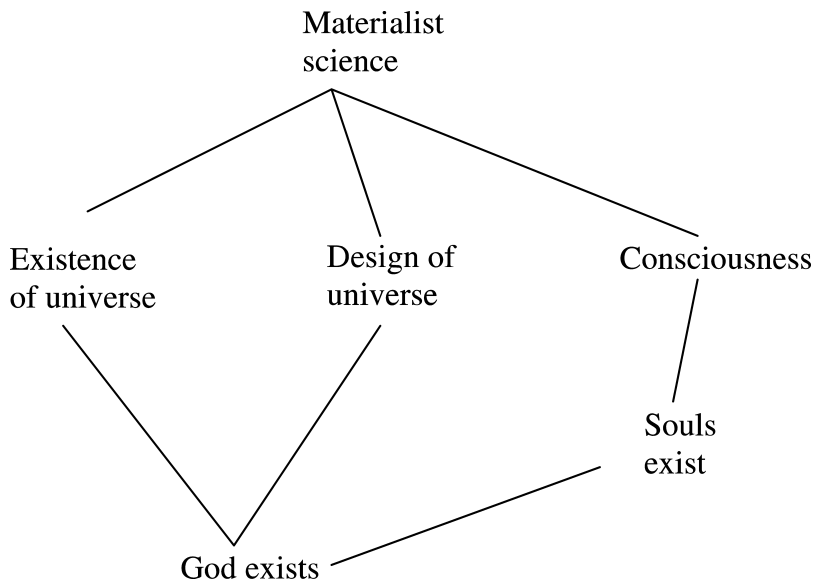 Materialist
science
Existence
of universe
Design of
universe
Consciousness
Souls
exist
God exists